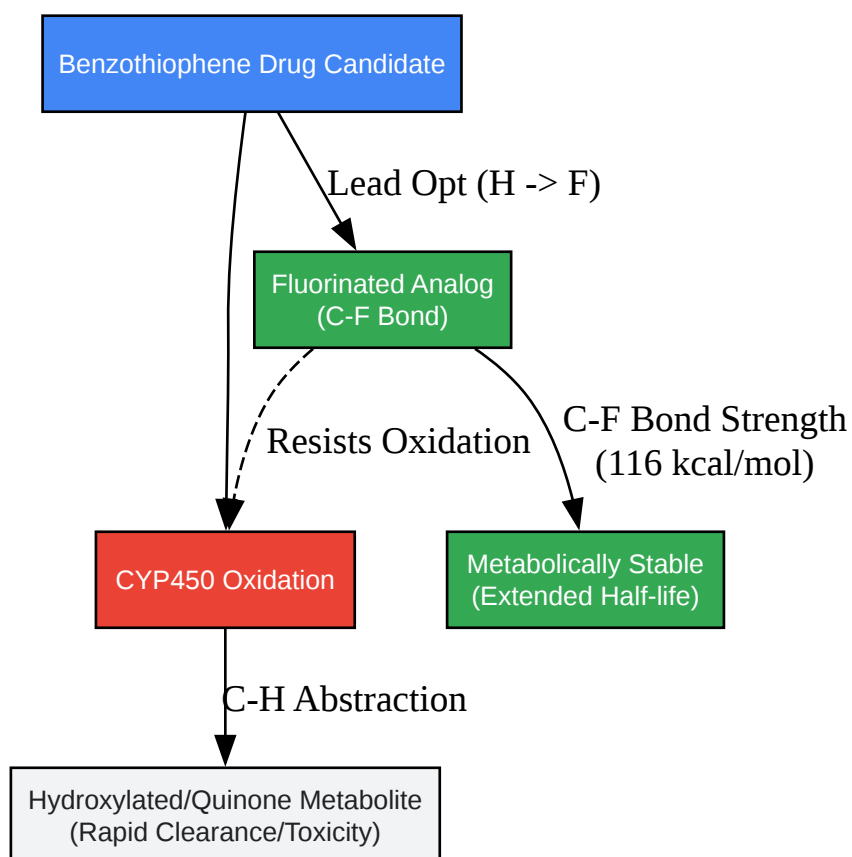 Benzothiophene Drug Candidate
Lead Opt (H -> F)
Fluorinated Analog
(C-F Bond)
Resists Oxidation
C-F Bond Strength
(116 kcal/mol)
CYP450 Oxidation
Metabolically Stable
(Extended Half-life)
C-H Abstraction
Hydroxylated/Quinone Metabolite
(Rapid Clearance/Toxicity)